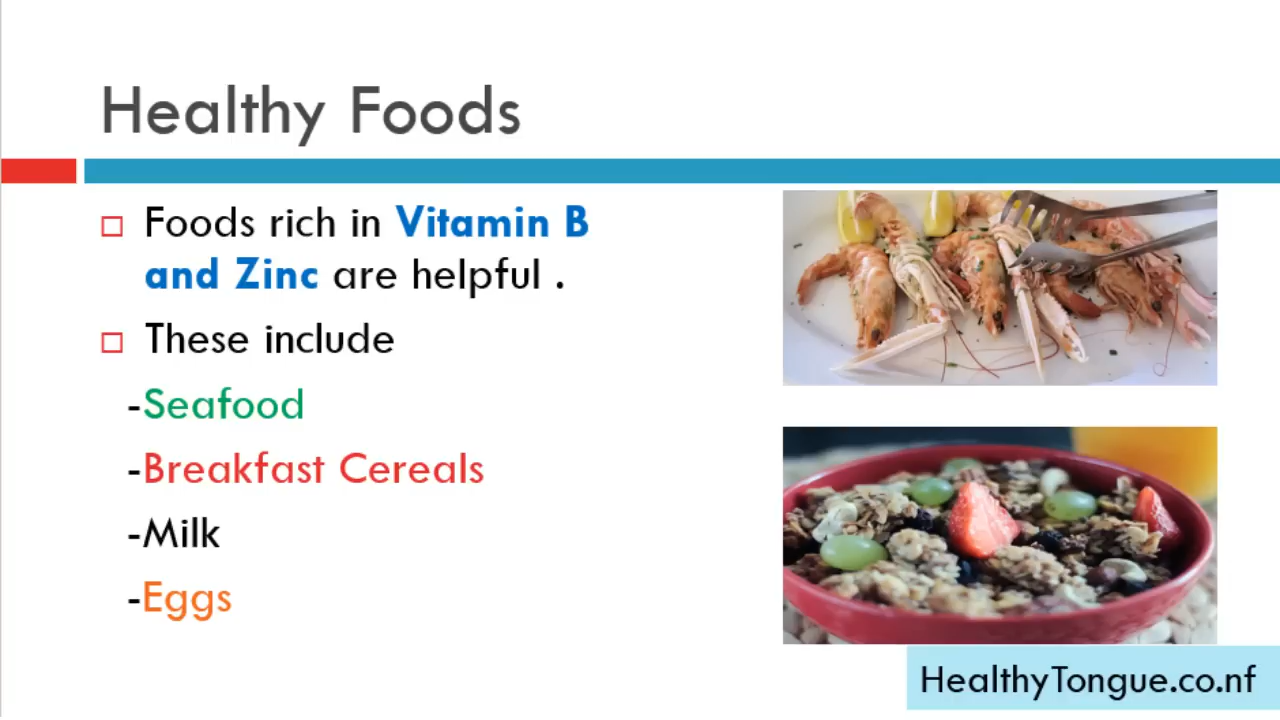 Healthy Foods
Foods rich in Vitamin B
and Zinc are helpful .
These include
-Seafood
-Breakfast Cereals
-Milk
-Eggs
HealthyTongue.co.nf